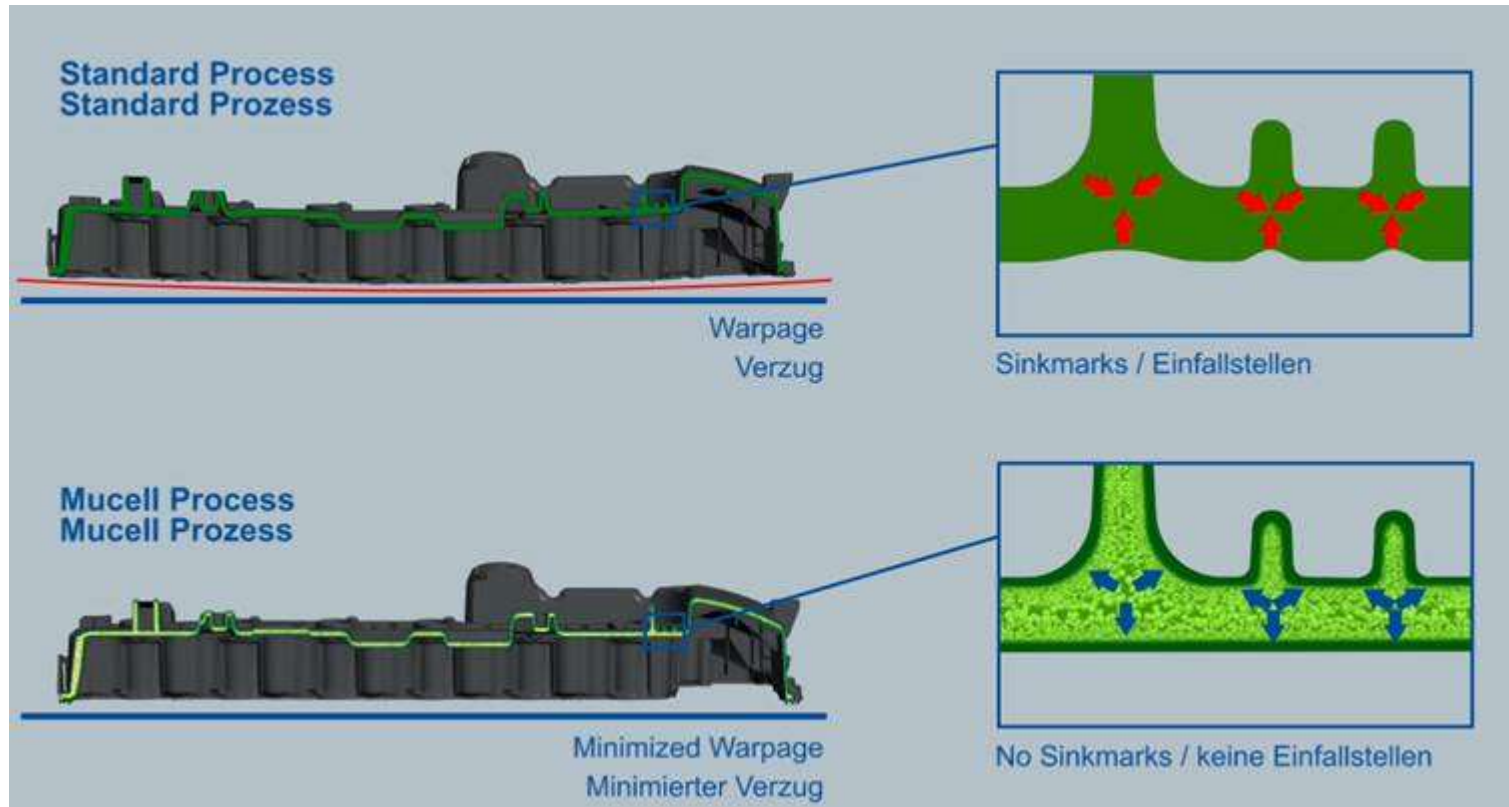 Standard Process
Standard Prozess
Warpage
Verzug
Sinkmarks / Einfallstellen
Mucell Process
Mucell Prozess
Minimized Warpage
Minimierter Verzug
No Sinkmarks / keine Einfallstellen